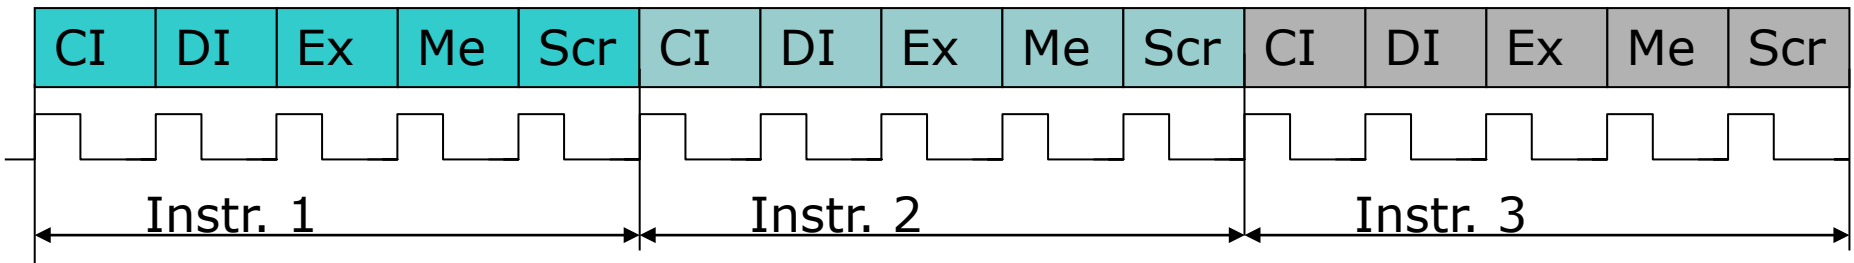 CI DI Ex Me Scr CI DI Ex Me Scr CI DI Ex Me Scr
Instr. 1 Instr. 2 Instr. 3